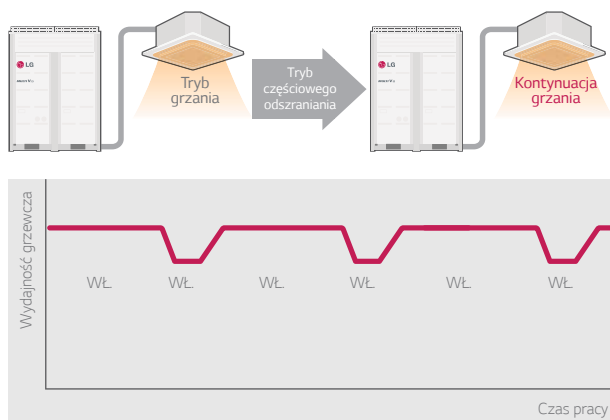 LG
LG
Tryb
grzania
Tryb
częściowego
odszraniania
Kontynuacja
grzania
Wydajność grzewcza
WŁ. WŁ. WŁ. WŁ. WŁ. WŁ.
Czas pracy